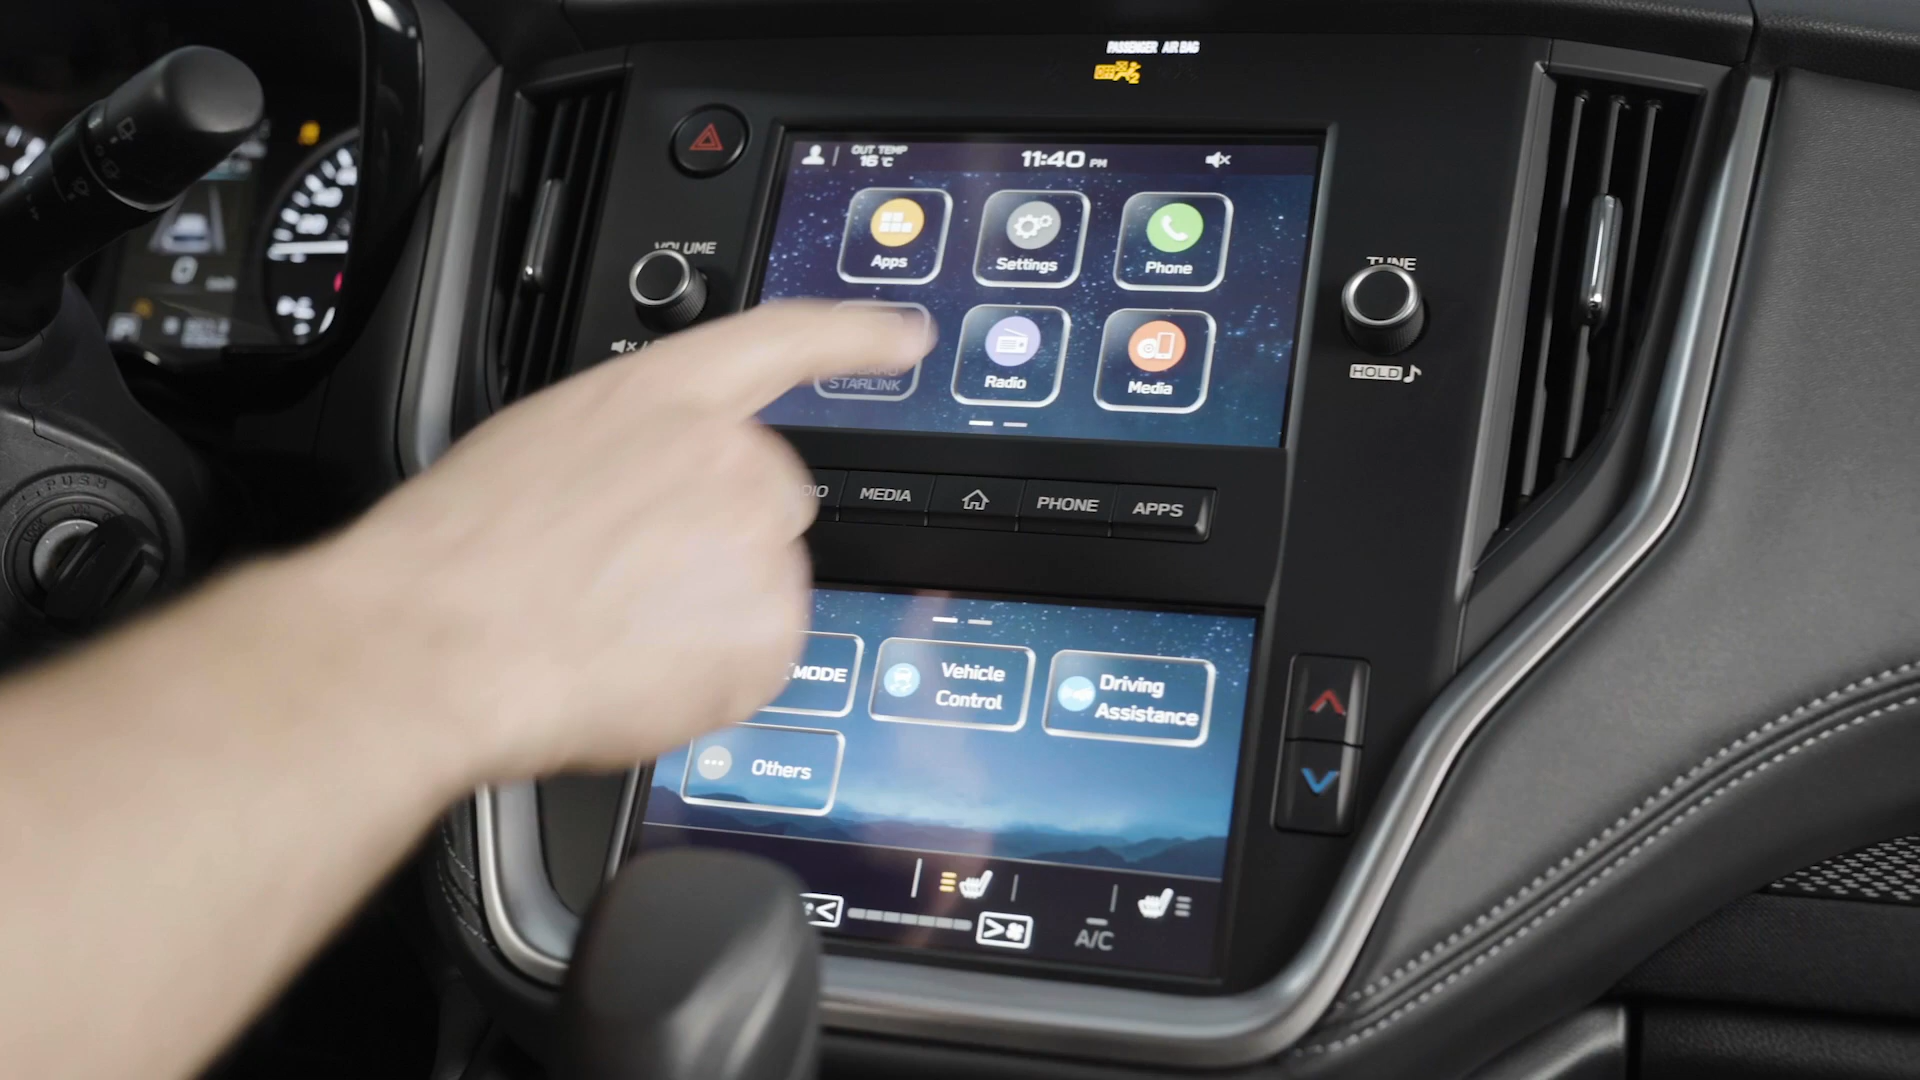 PASSENGER AIR BAG
OUT TEMP
16 °C
11:40 PM
Apps
Settings
Phone
VOLUME
TUNE
STARLINK
Radio
Media
HOLD
MEDIA
PHONE
APPS
PUSH
MODE
Vehicle
Control
Driving
Assistance
Others
A/C